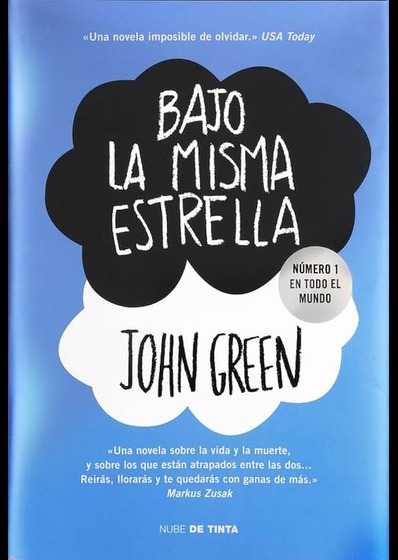 «Una novela imposible de olvidar.» USA Today
BAJO
LA MISMA
ESTRELLA
NÚMERO 1
EN TODO EL
MUNDO
JOHN GREEN
«Una novela sobre la vida y la muerte,
y sobre los que están atrapados entre las dos...
Reirás, llorarás y te quedarás con ganas de más.»
Markus Zusak
NUBE DE TINTA